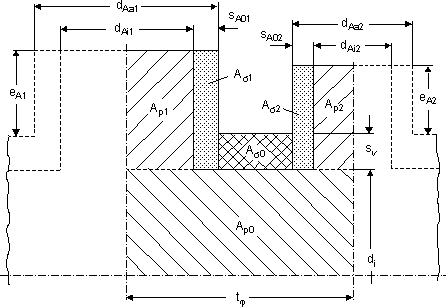 dAa1
sA01
dAa2
dAi1
sA02
dAi2
eA1
Aσ1
Aσ2
Ap1
Ap2
eA2
Aσ0
sv
Ap0
di
tφ